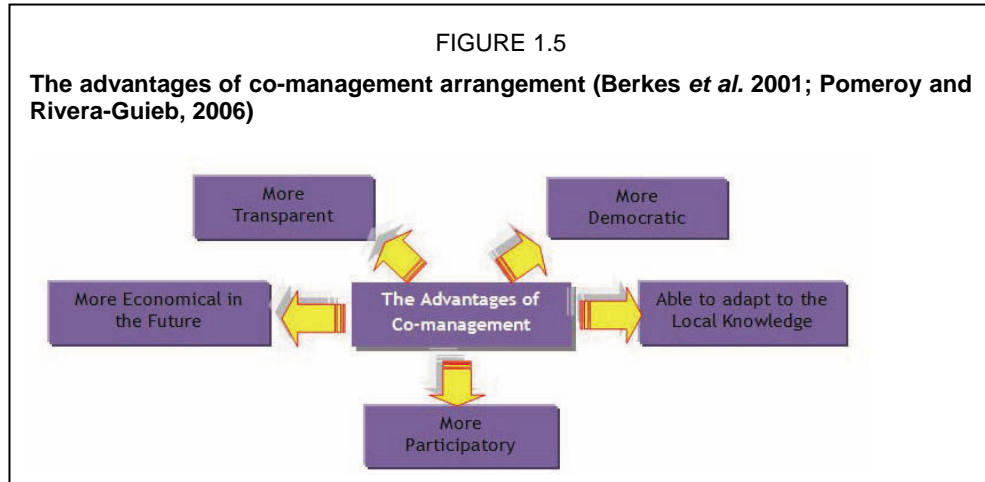 FIGURE 1.5
The advantages of co-management arrangement (Berkes et al. 2001; Pomeroy and
Rivera-Guieb, 2006)
More
Transparent
More
Democratic
More Economical in
the Future
The Advantages of
Co-management
Able to adapt to the
Local Knowledge
More
Participatory